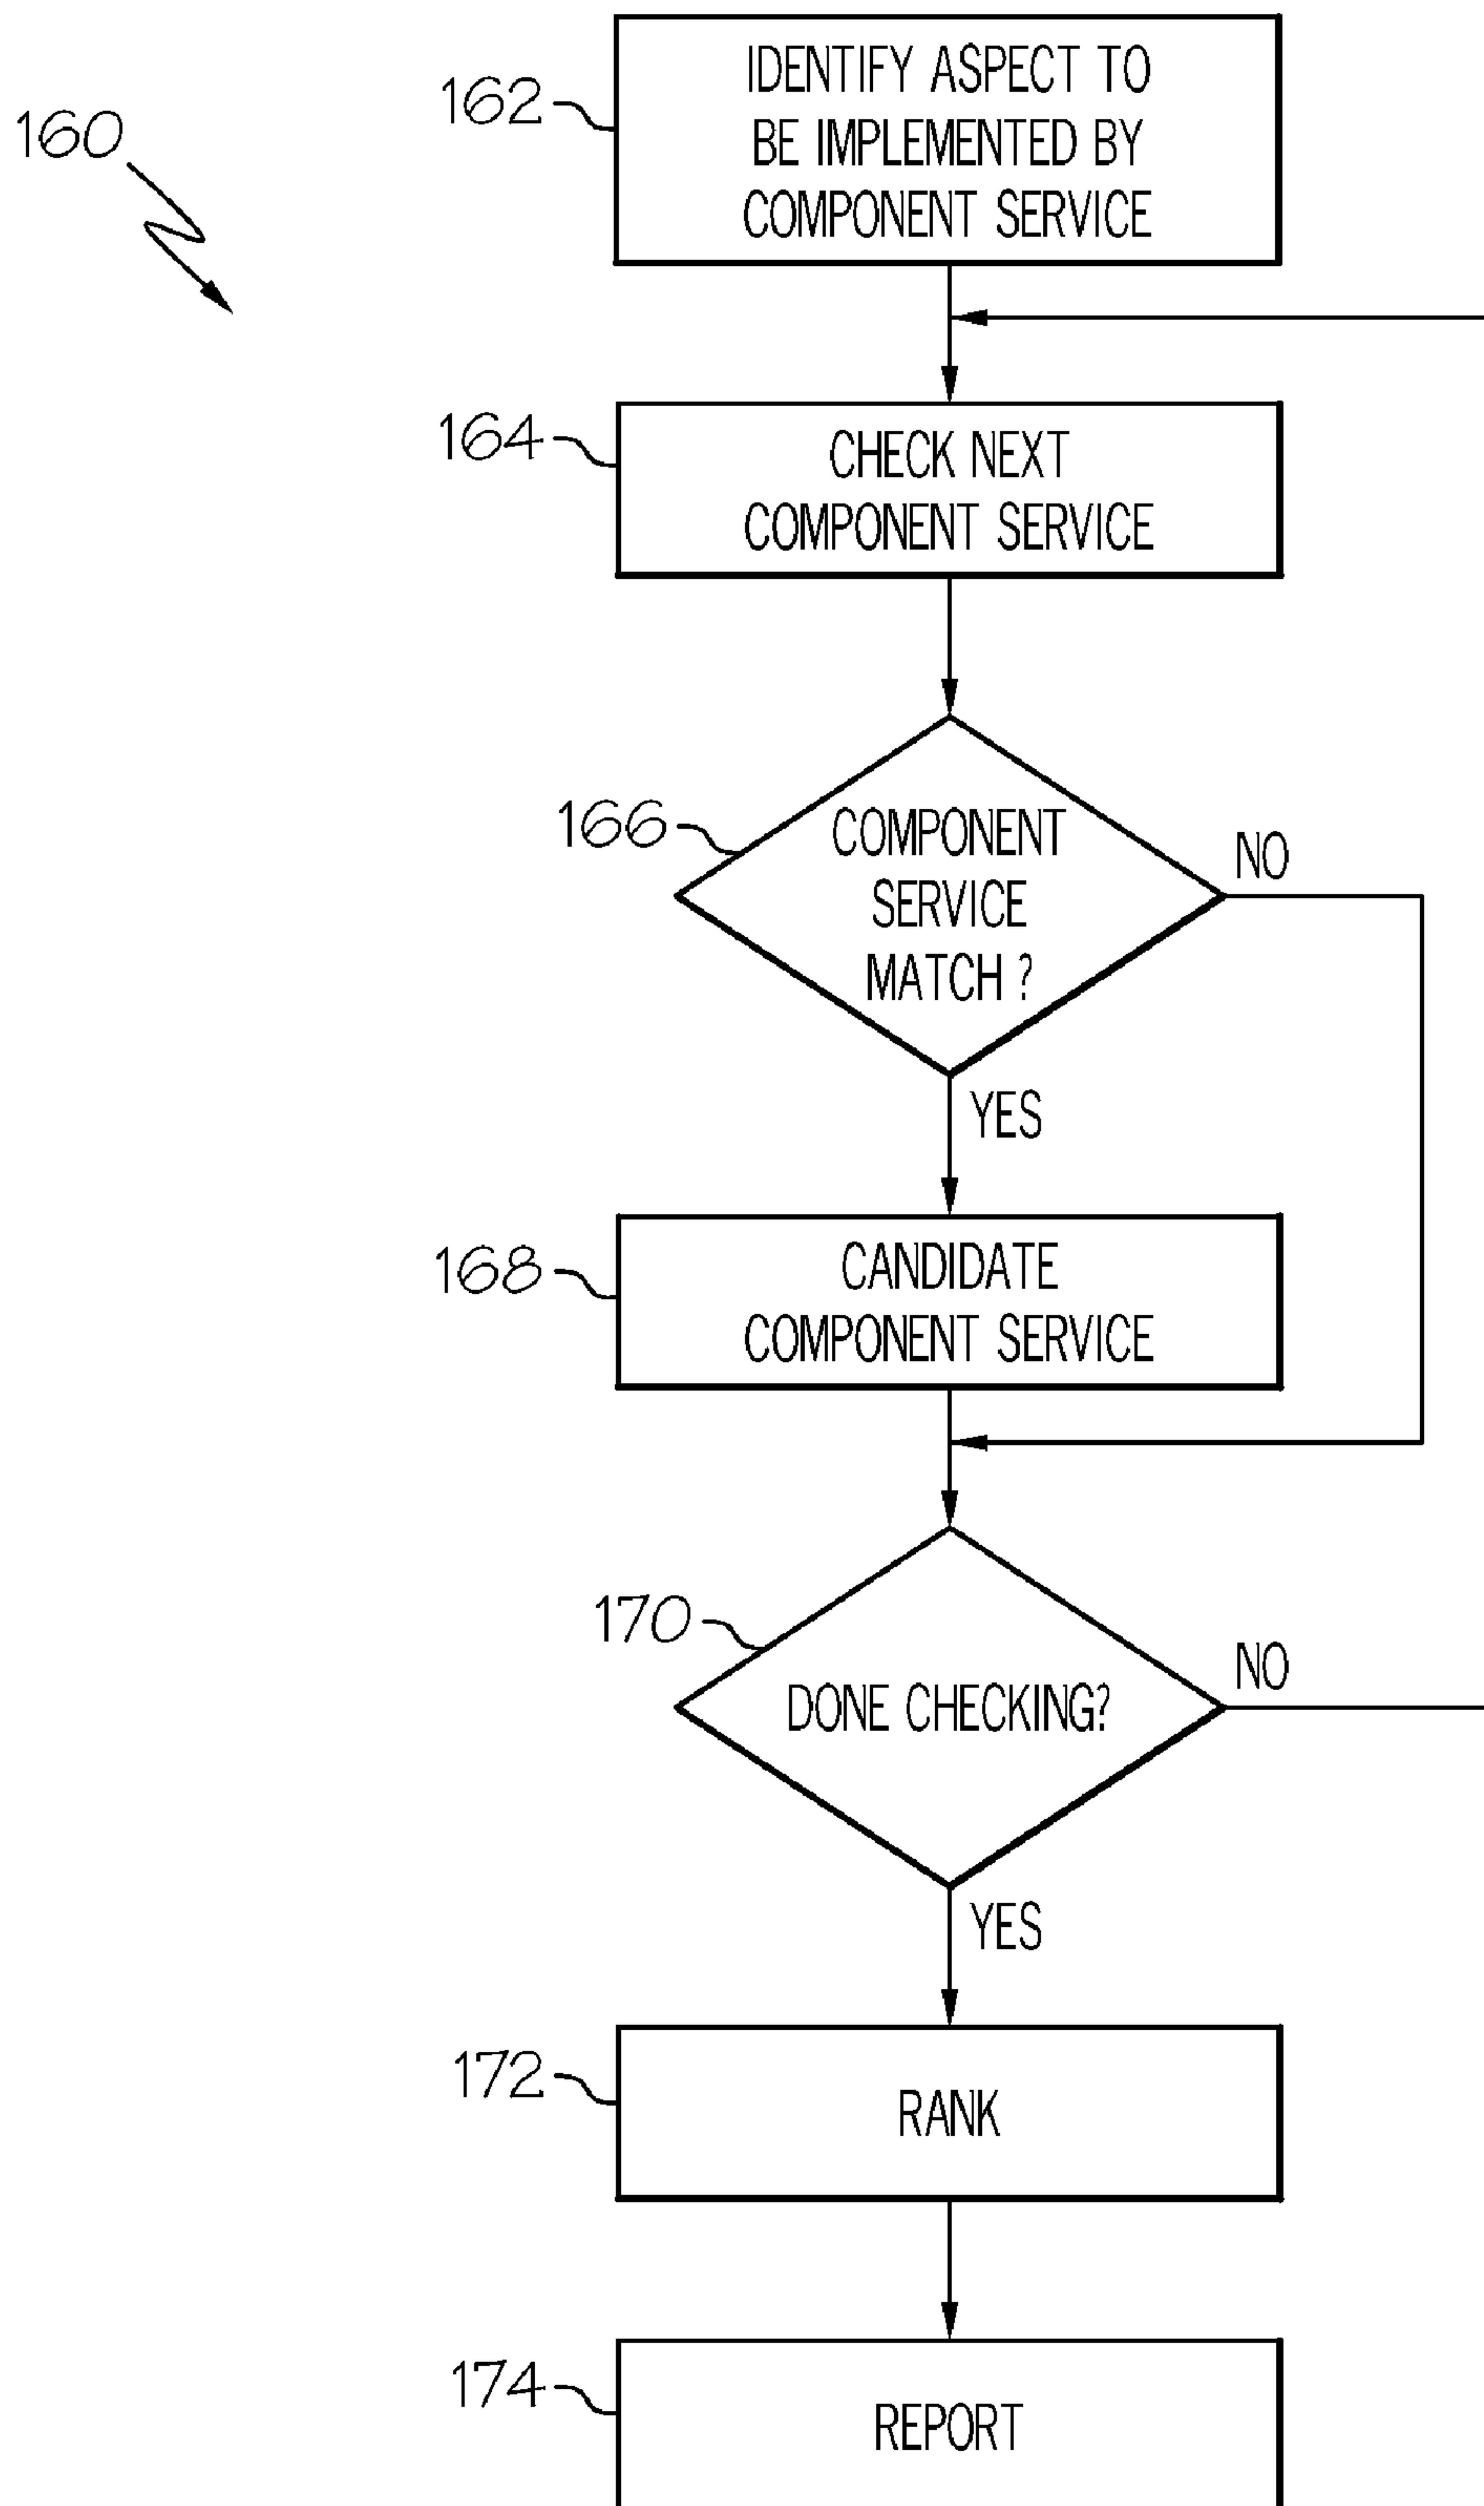 160
162
IDENTIFY ASPECT TO
BE IMPLEMENTED BY
COMPONENT SERVICE
164
CHECK NEXT
COMPONENT SERVICE
166
COMPONENT
SERVICE
MATCH ?
NO
YES
168
CANDIDATE
COMPONENT SERVICE
170
DONE CHECKING?
NO
YES
172
RANK
174
REPORT